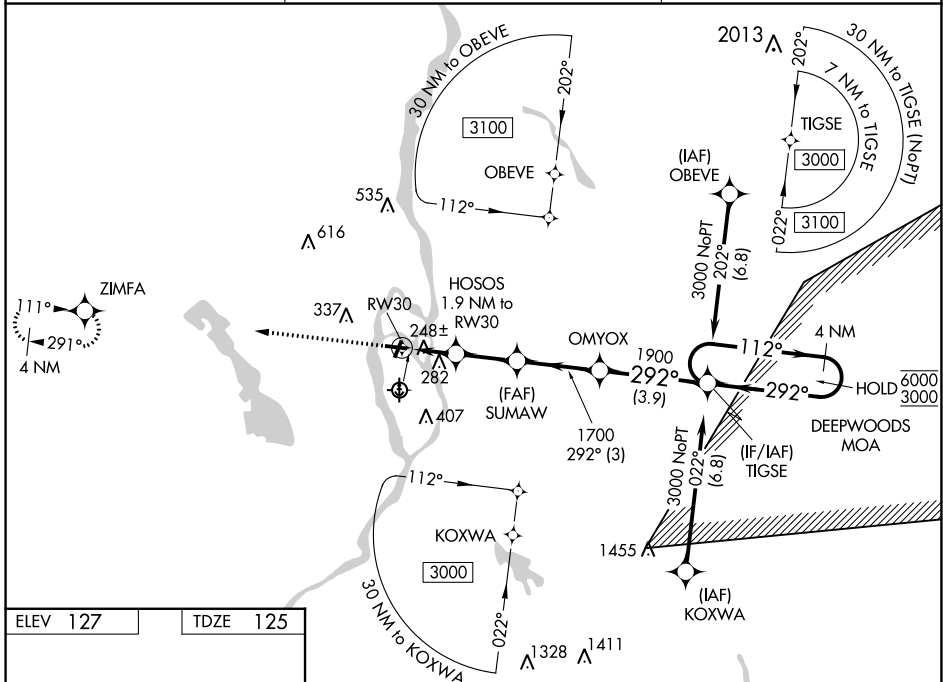 2013
202°
30 NM to TIGSE (NoPT)
7 NM to TIGSE
TIGSE
3000
022°
3100
30 NM to OBEVE
202°
3100
OBEVE
112°
(IAF)
OBEVE
3000 NoPT
202°
(6.8)
535
616
ZIMFA
111°
291°
4 NM
337
RW30
248±
282
407
HOSOS
1.9 NM to
RW30
(FAF)
SUMAW
OMYOX
1700
292° (3)
1900
292°
(3.9)
112°
4 NM
292°
HOLD
6000
3000
DEEPWOODS
MOA
(IF/IAF)
TIGSE
3000 NoPT
022°
(6.8)
1455
(IAF)
KOXWA
112°
KOXWA
3000
022°
30 NM to KOXWA
1328
1411
ELEV 127
TDZE 125